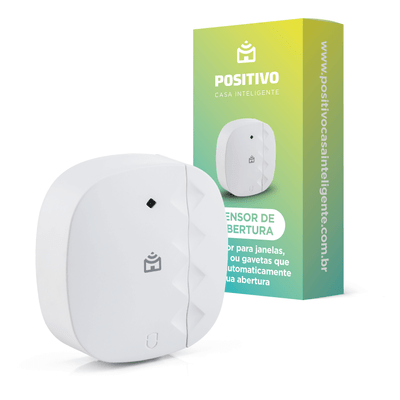 POSITIVO
CASA INTELIGENTE
ENSOR DE
BERTURA
or para janelas,
ou gavetas que
automaticamente
ua abertura
www.positivocasainteligente.com.br